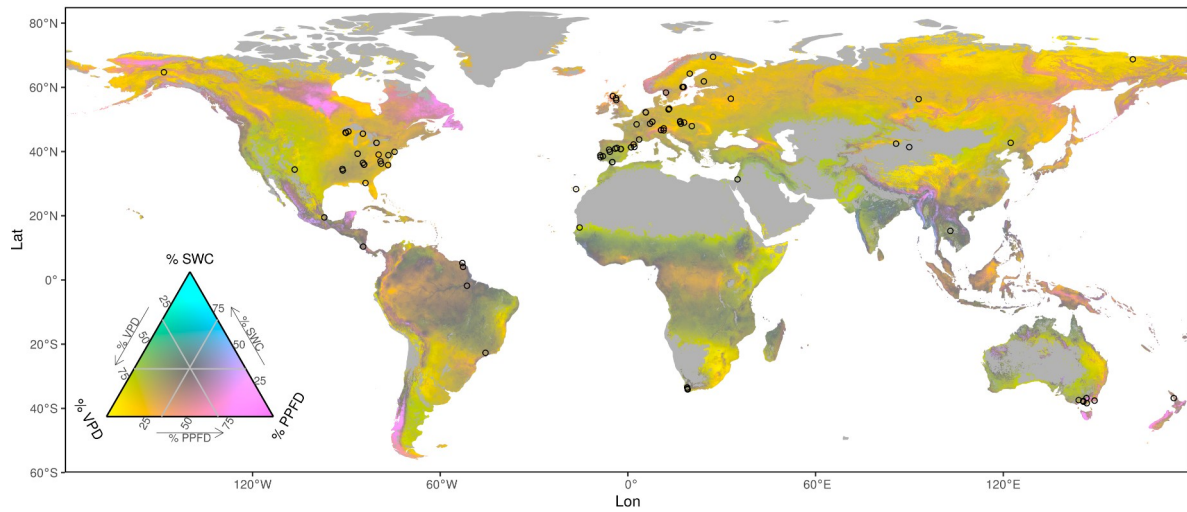 80°N
60°N
40°N
20°N
0°
20°S
40°S
60°S
Lat
120°W 60°W 0° 60°E 120°E
Lon
% SWC
25 75
% VPD % SWC
50 50
75 25
% VPD 25 50 75 % PPFD
% PPFD